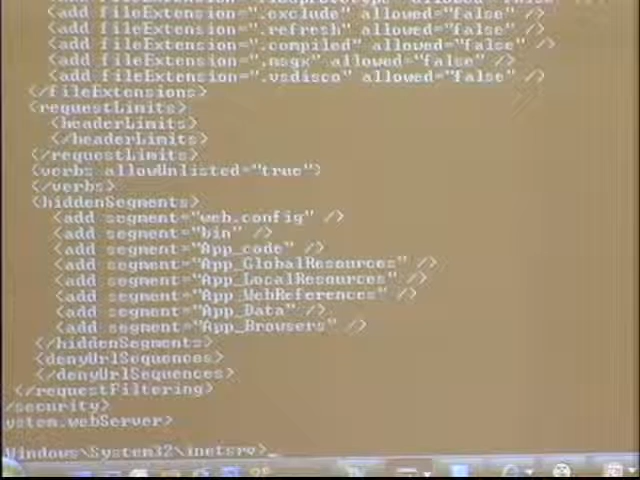 <add fileExtension=".exclude" allowed="false" />
<add fileExtension=".refresh" allowed="false" />
<add fileExtension=".compiled" allowed="false" />
<add fileExtension=".msgx" allowed="false" />
<add fileExtension=".vsdisco" allowed="false" />
</fileExtensions>
<requestLimits>
<headerLimits>
</headerLimits>
</requestLimits>
<verbs allowUnlisted="true">
</verbs>
<hiddenSegments>
<add segment="web.config" />
<add segment="bin" />
<add segment="App_code" />
<add segment="App_GlobalResources" />
<add segment="App_LocalResources" />
<add segment="App_WebReferences" />
<add segment="App_Data" />
<add segment="App_Browsers" />
</hiddenSegments>
<denyUrlSequences>
</denyUrlSequences>
</requestFiltering>
/security>
ystem.webServer>
Windows\System32\inetsrv>_